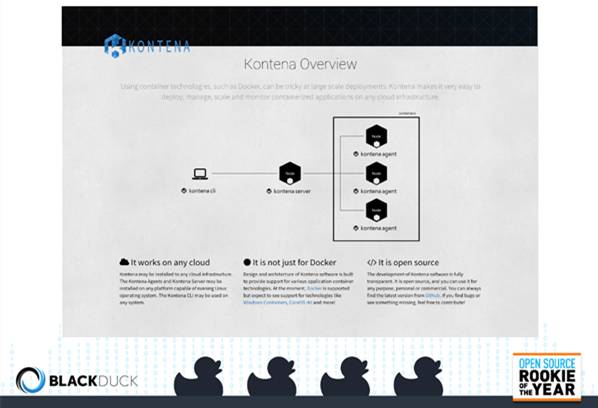 KONTENA
Kontena Overview
Using container technologies, such as Docker, can be tricky at large scale deployments. Kontena makes it very easy to
deploy, manage, scale and monitor containerized applications on any cloud infrastructure.
Node
kontena agent
kontena cli
Node
kontena server
Node
kontena agent
Node
kontena agent
It works on any cloud
Kontena may be installed to any cloud infrastructure.
The Kontena Agents and Kontena Server may be
installed on any platform capable of running Linux
operating system. The Kontena CLI may be used on
any system.
It is not just for Docker
Design and architecture of Kontena software is built
to provide support for various application container
technologies. At the moment, Docker is supported
but expect to see support for technologies like
Windows Containers, CoreOS rkt and more!
</> It is open source
The development of Kontena software is fully
transparent. It is open source, and you can use it for
any purpose, personal or commercial. You can always
find the latest version from Github. If you find bugs or
see something missing, feel free to contribute!
BLACKDUCK
OPEN SOURCE
ROOKIE
OF THE YEAR